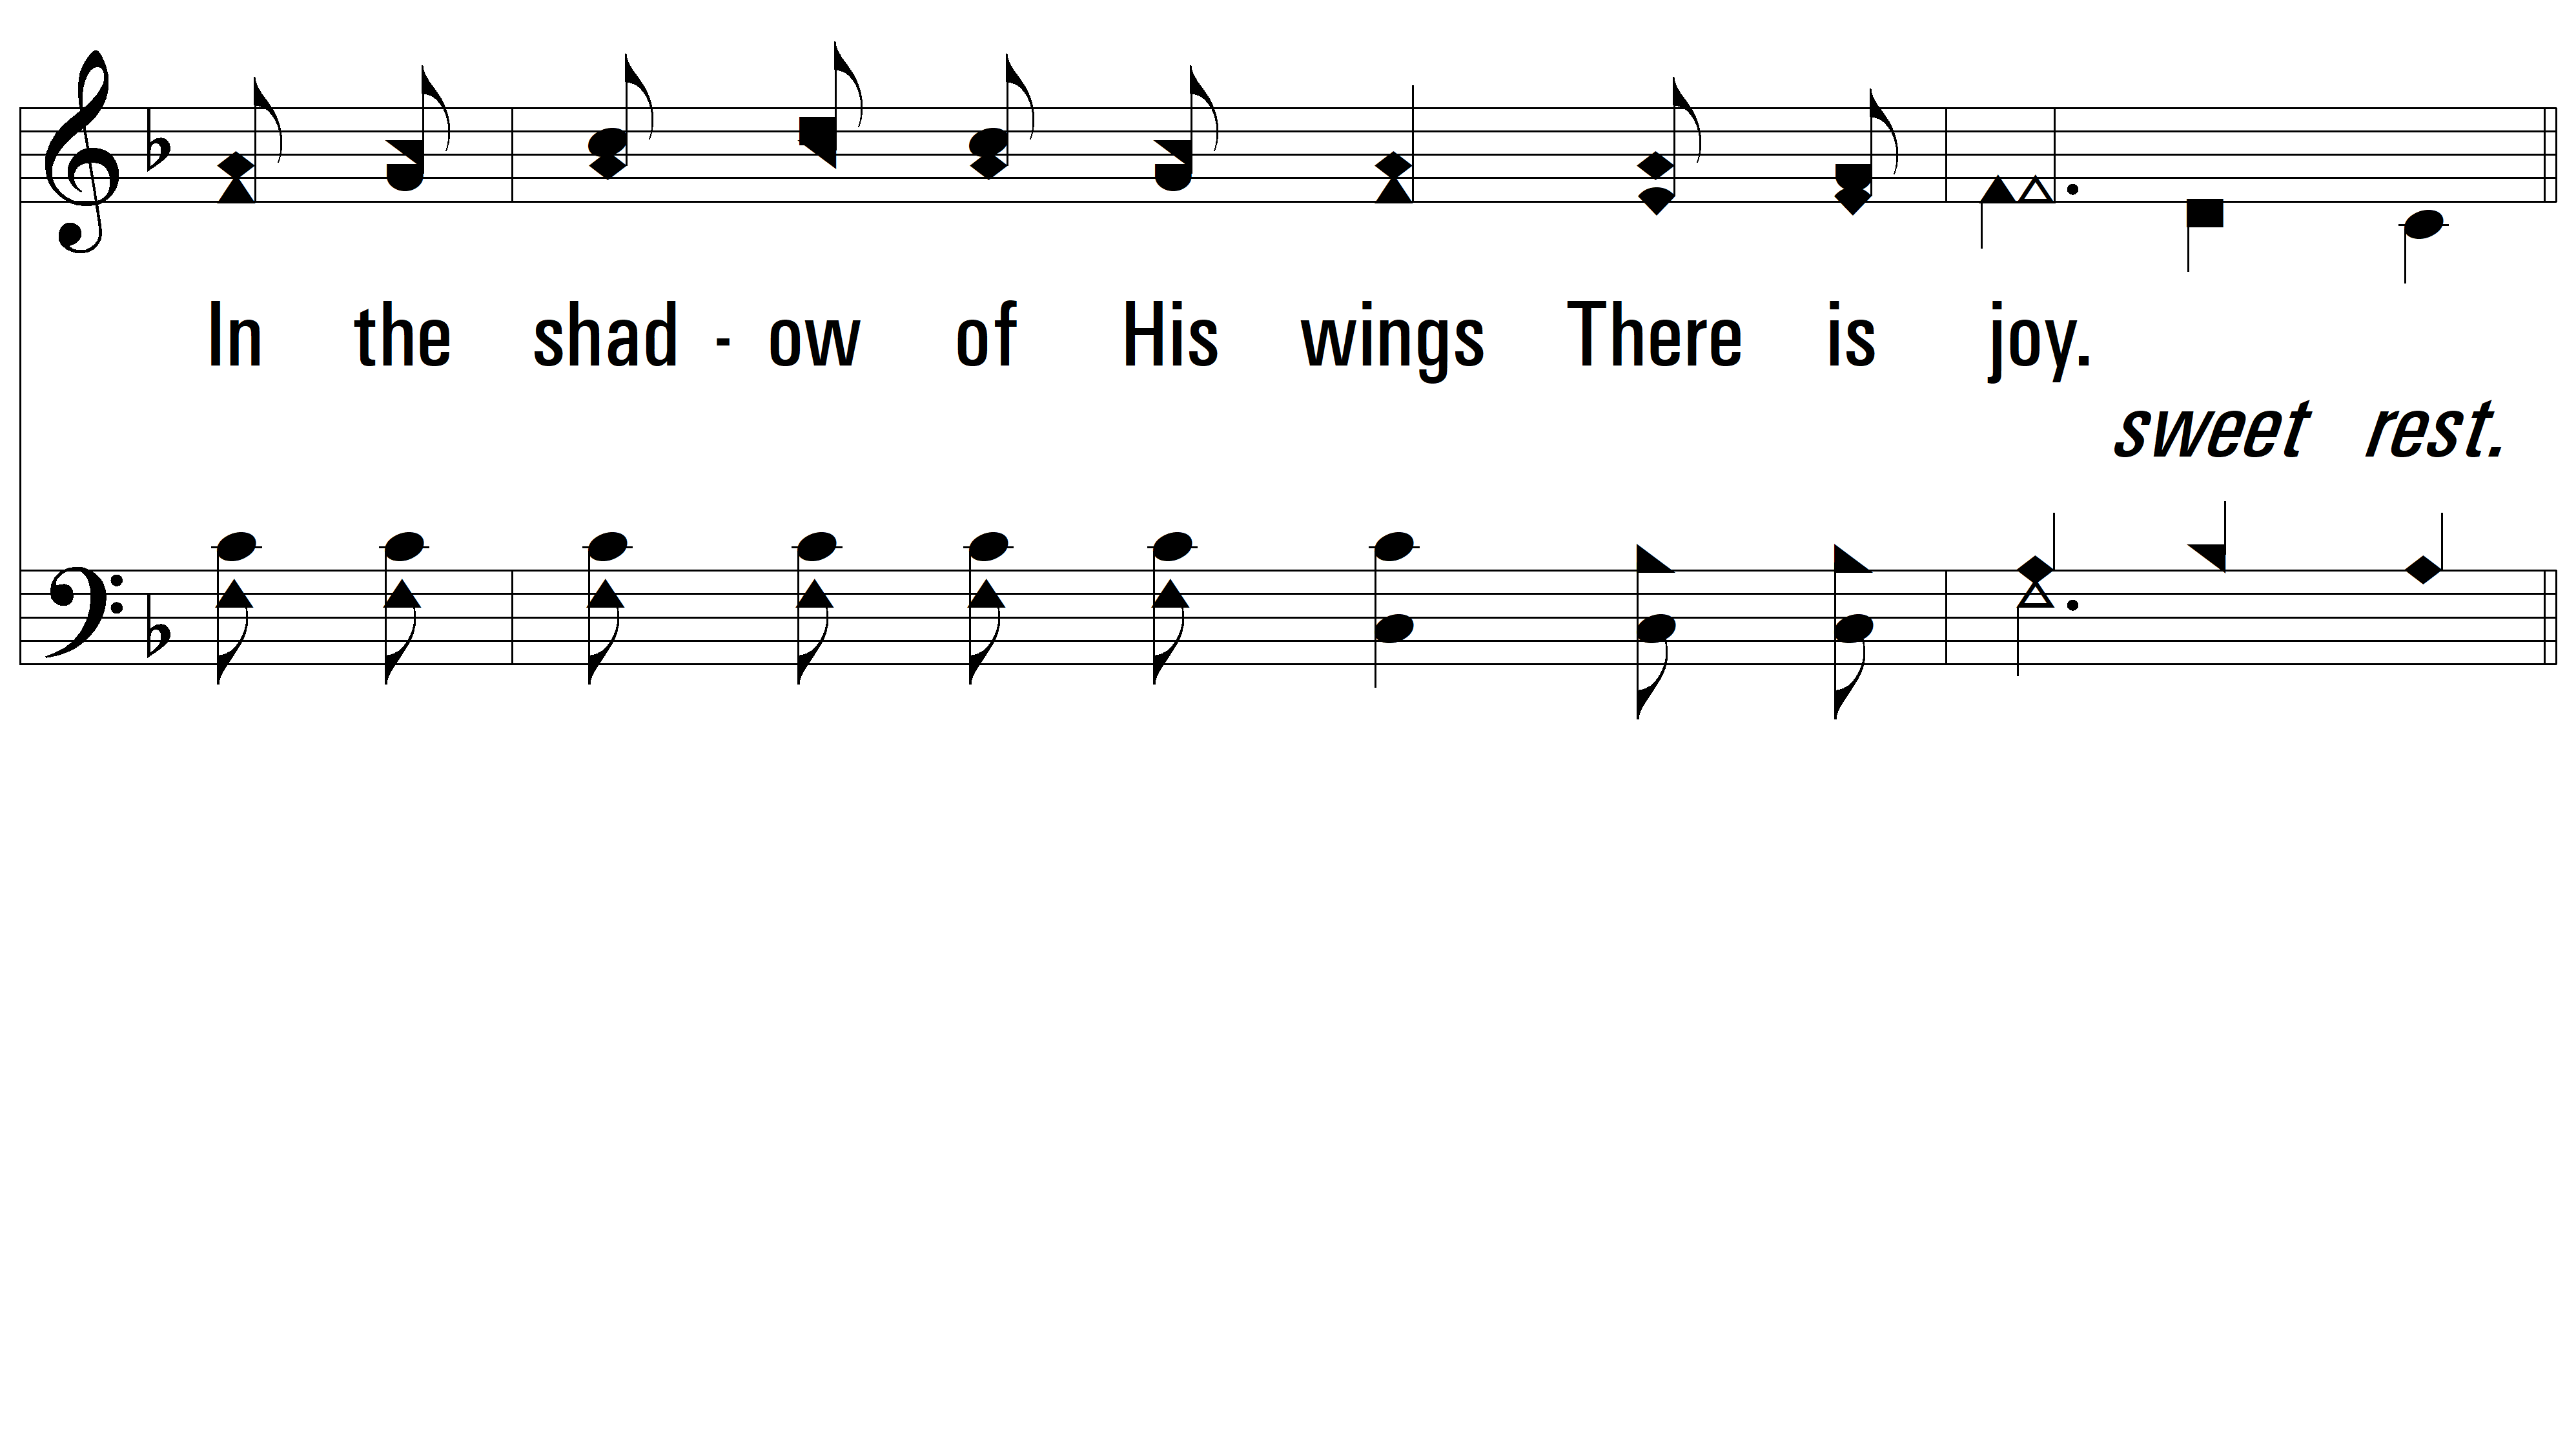 In the shad - ow of His wings There is joy.
sweet rest.